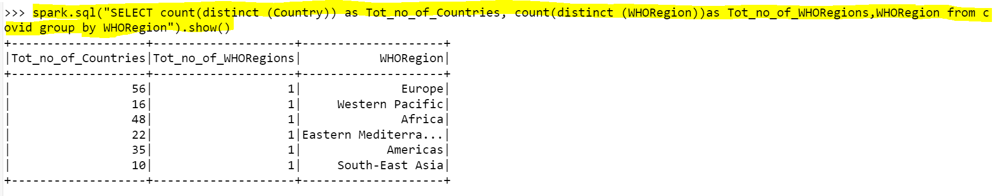 >>> spark.sql("SELECT count(distinct (Country)) as Tot_no_of_Countries, count(distinct (WHORegion))as Tot_no_of_WHORegions,WHORegion from c
ovid group by WHORegion").show()
+-------------------+--------------------+--------------------+
|Tot_no_of_Countries|Tot_no_of_WHORegions|           WHORegion|
+-------------------+--------------------+--------------------+
|                 56|                   1|              Europe|
|                 16|                   1|     Western Pacific|
|                 48|                   1|              Africa|
|                 22|                   1|Eastern Mediterra...|
|                 35|                   1|            Americas|
|                 10|                   1|     South-East Asia|
+-------------------+--------------------+--------------------+